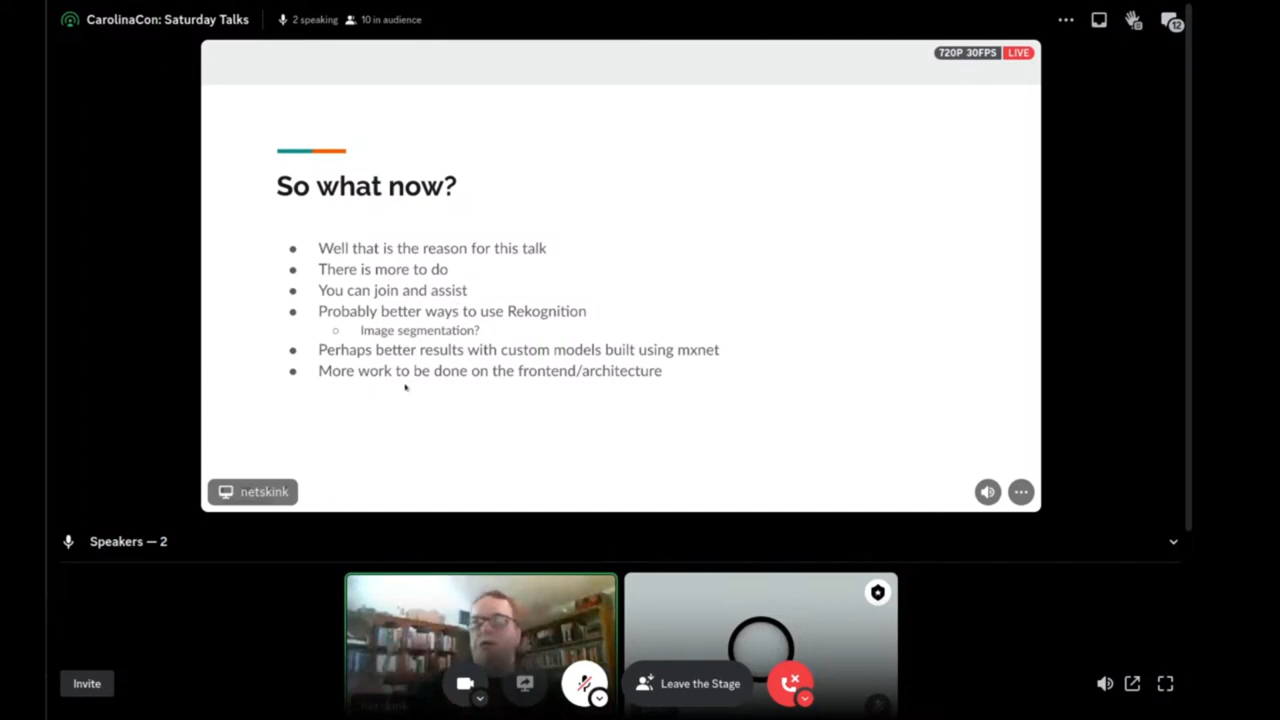 CarolinaCon: Saturday Talks
2 speaking
10 in audience
12
720P 30FPS
LIVE
So what now?
● Well that is the reason for this talk
● There is more to do
● You can join and assist
● Probably better ways to use Rekognition
○ Image segmentation?
● Perhaps better results with custom models built using mxnet
● More work to be done on the frontend/architecture
netskink
Speakers — 2
Invite
Leave the Stage
netskink